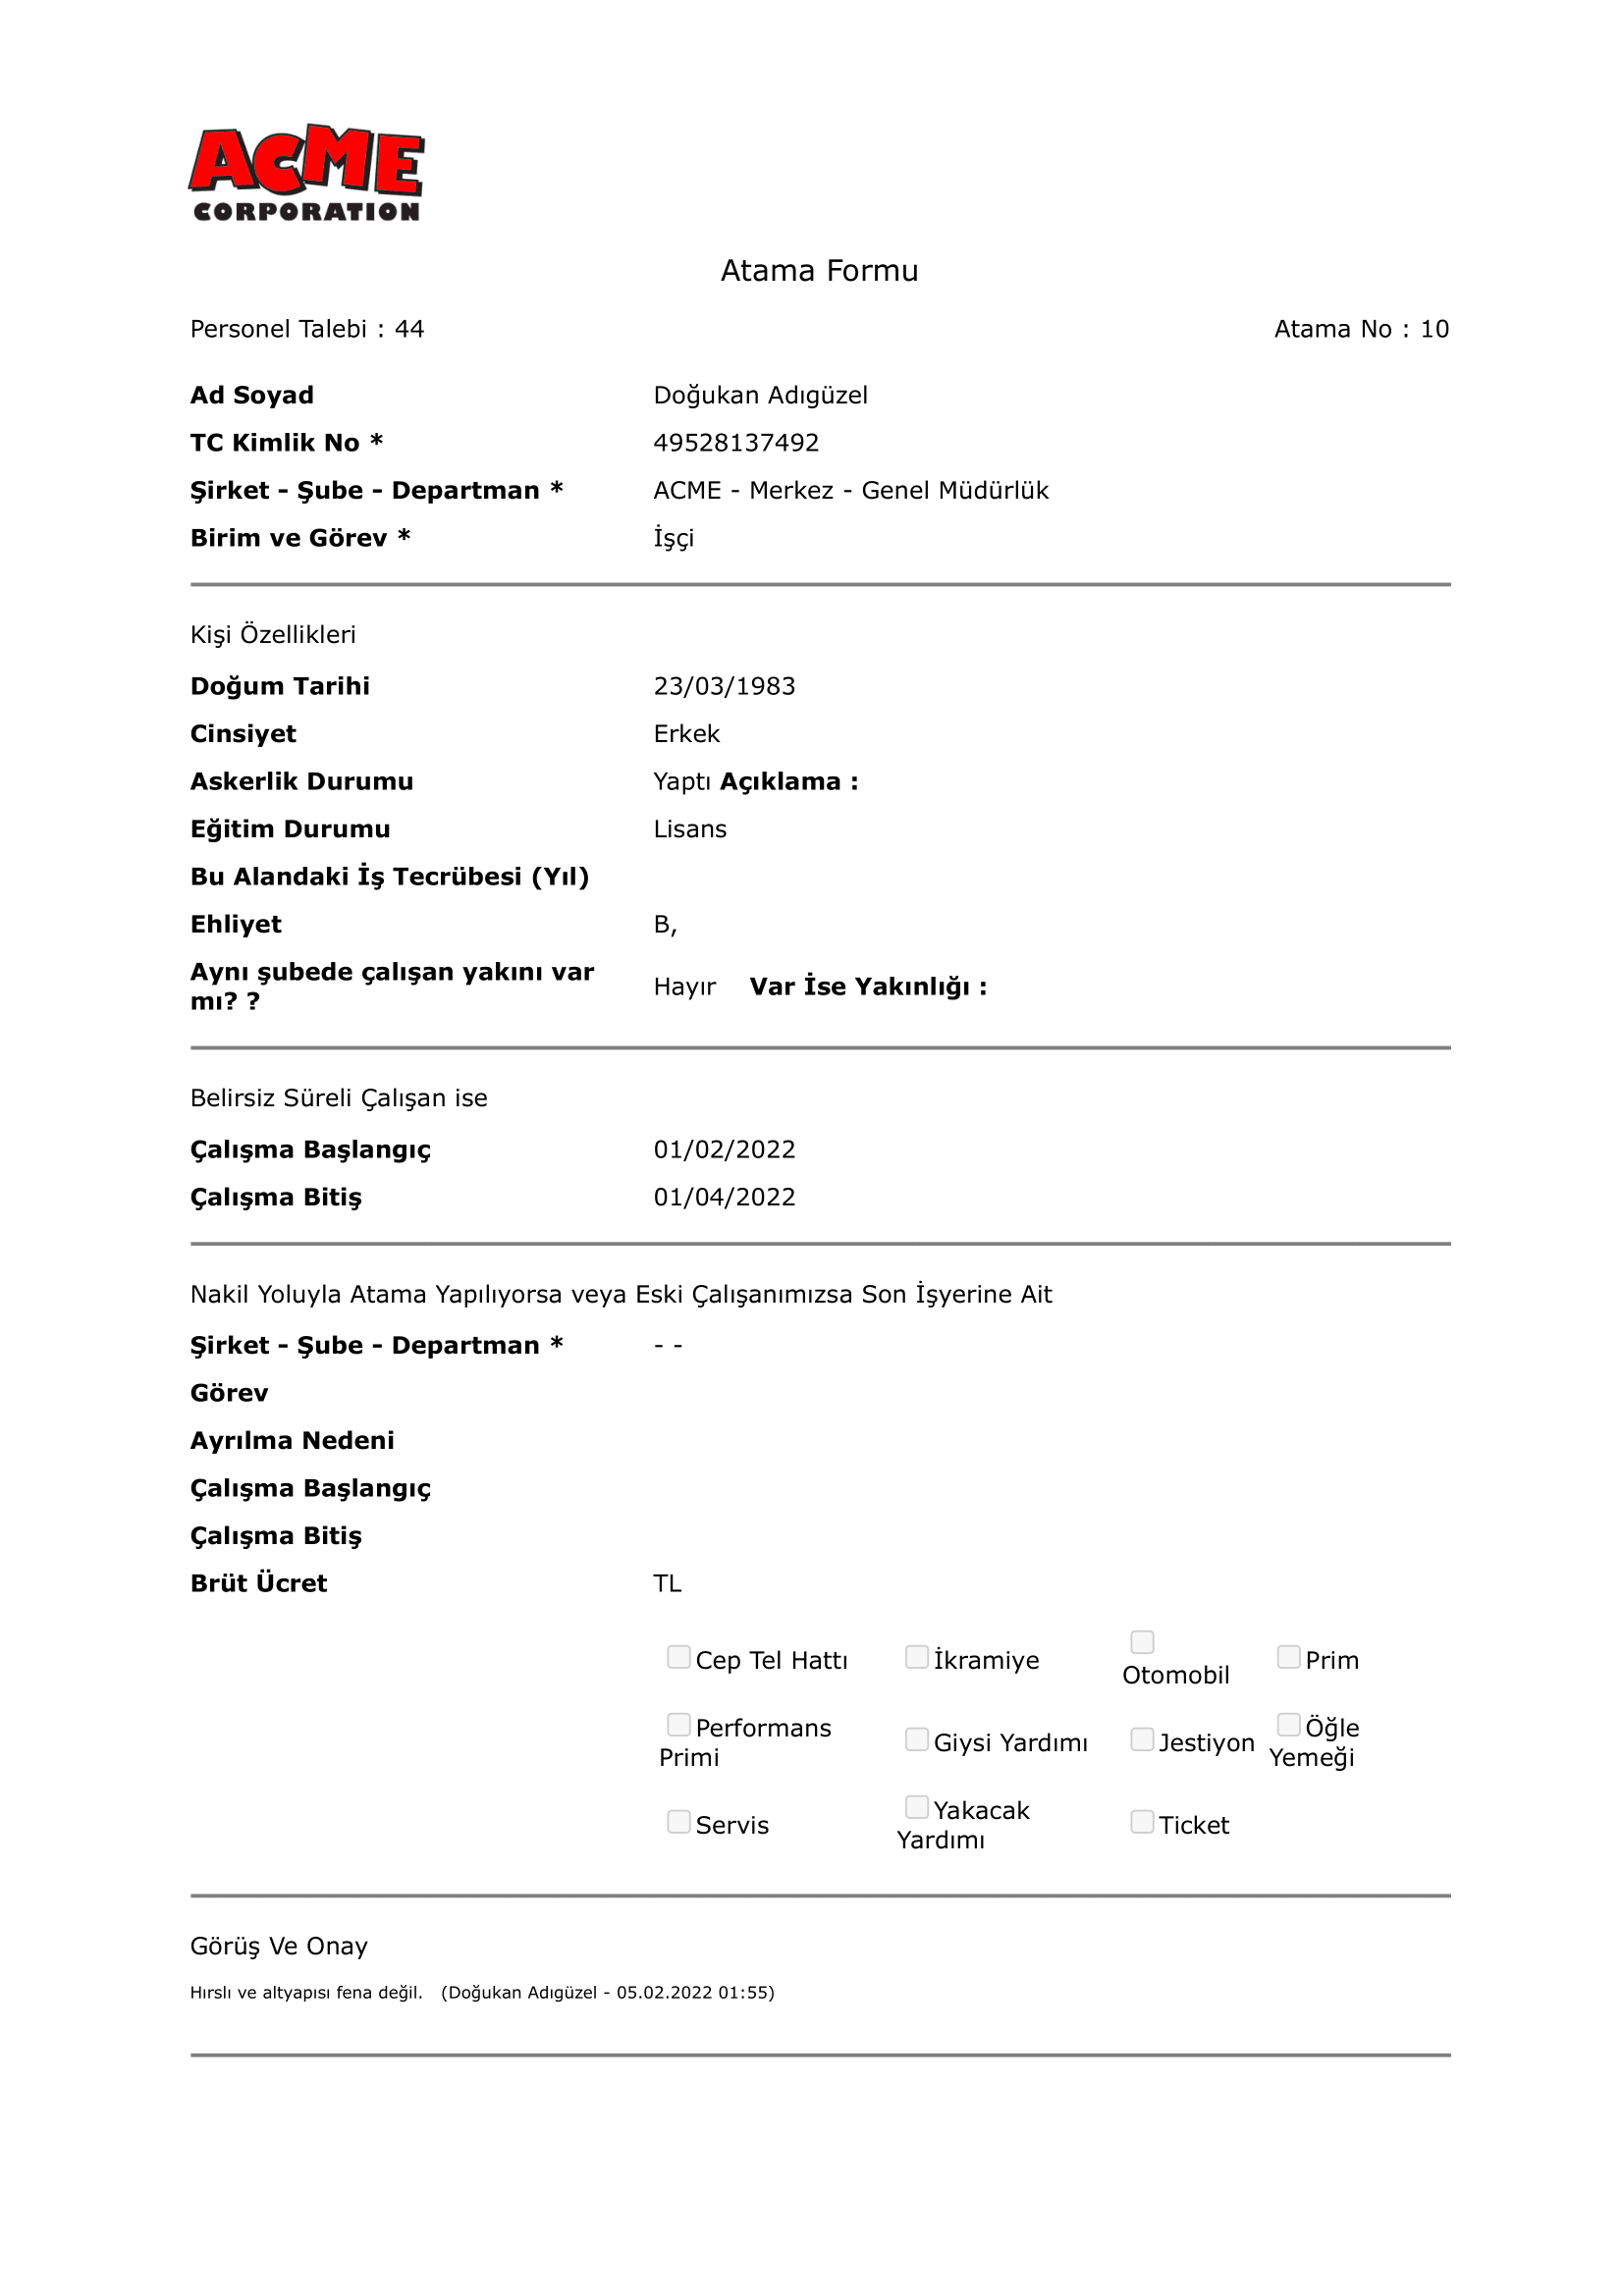 ACME
CORPORATION
Atama Formu
Personel Talebi : 44 Atama No : 10
Ad Soyad Doğukan Adıgüzel
TC Kimlik No * 49528137492
Şirket - Şube - Departman * ACME - Merkez - Genel Müdürlük
Birim ve Görev * İşçi
Kişi Özellikleri
Doğum Tarihi 23/03/1983
Cinsiyet Erkek
Askerlik Durumu Yaptı Açıklama :
Eğitim Durumu Lisans
Bu Alandaki İş Tecrübesi (Yıl)
Ehliyet B,
Aynı şubede çalışan yakını var
mı? ? Hayır Var İse Yakınlığı :
Belirsiz Süreli Çalışan ise
Çalışma Başlangıç 01/02/2022
Çalışma Bitiş 01/04/2022
Nakil Yoluyla Atama Yapılıyorsa veya Eski Çalışanımızsa Son İşyerine Ait
Şirket - Şube - Departman * - -
Görev
Ayrılma Nedeni
Çalışma Başlangıç
Çalışma Bitiş
Brüt Ücret TL
Cep Tel Hattı İkramiye Otomobil Prim
Performans Primi Giysi Yardımı Jestiyon Öğle Yemeği
Servis Yakacak Yardımı Ticket
Görüş Ve Onay
Hırslı ve altyapısı fena değil. (Doğukan Adıgüzel - 05.02.2022 01:55)